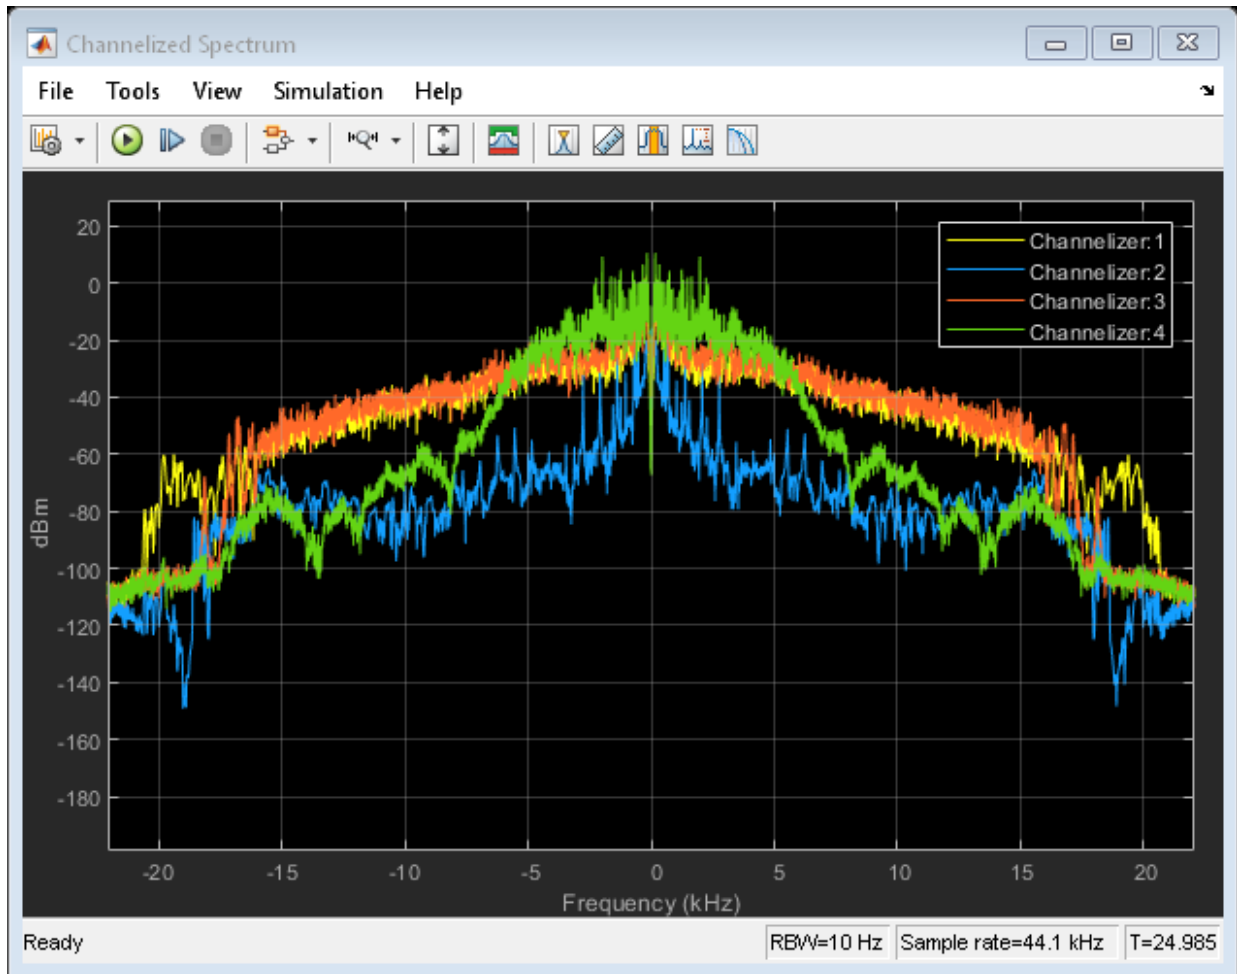 Channelized Spectrum
File Tools View Simulation Help
20
0
-20
-40
-60
-80
-100
-120
-140
-160
-180
dBm
Channelizer:1
Channelizer:2
Channelizer:3
Channelizer:4
-20 -15 -10 -5 0 5 10 15 20
Frequency (kHz)
Ready RBW=10 Hz Sample rate=44.1 kHz T=24.985